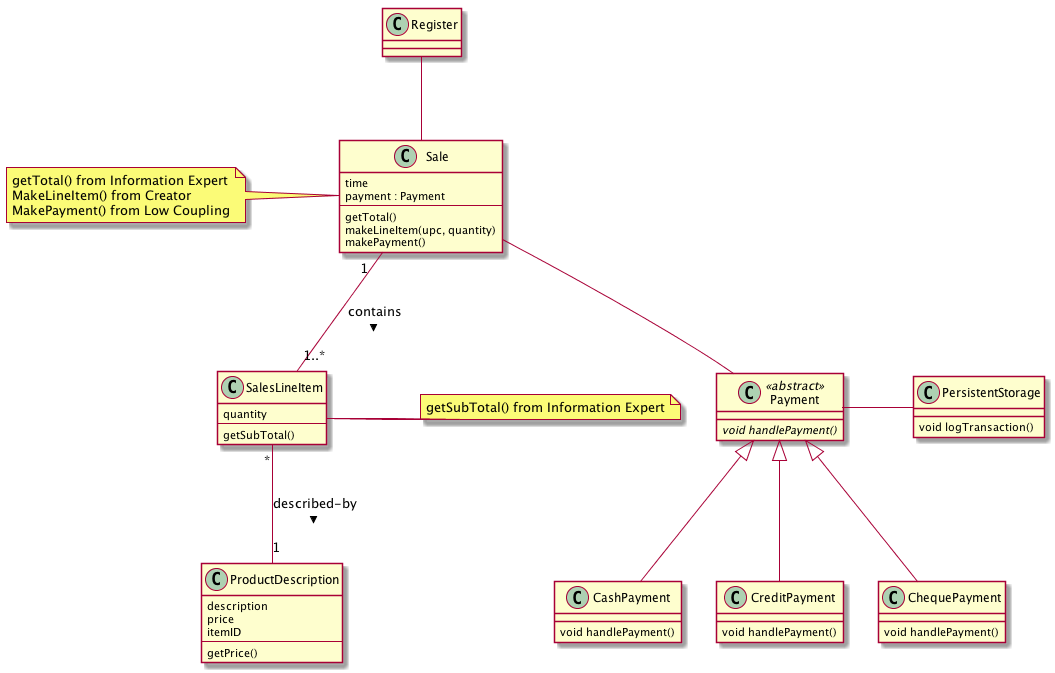 C Register
C Sale
time
payment : Payment
getTotal()
makeLineItem(upc, quantity)
makePayment()
getTotal() from Information Expert
MakeLineItem() from Creator
MakePayment() from Low Coupling
1
contains
1..*
C SalesLineItem
quantity
getSubTotal()
getSubTotal() from Information Expert
C «abstract»
Payment
void handlePayment()
C PersistentStorage
void logTransaction()
*
described-by
1
C ProductDescription
description
price
itemID
getPrice()
C CashPayment
void handlePayment()
C CreditPayment
void handlePayment()
C ChequePayment
void handlePayment()